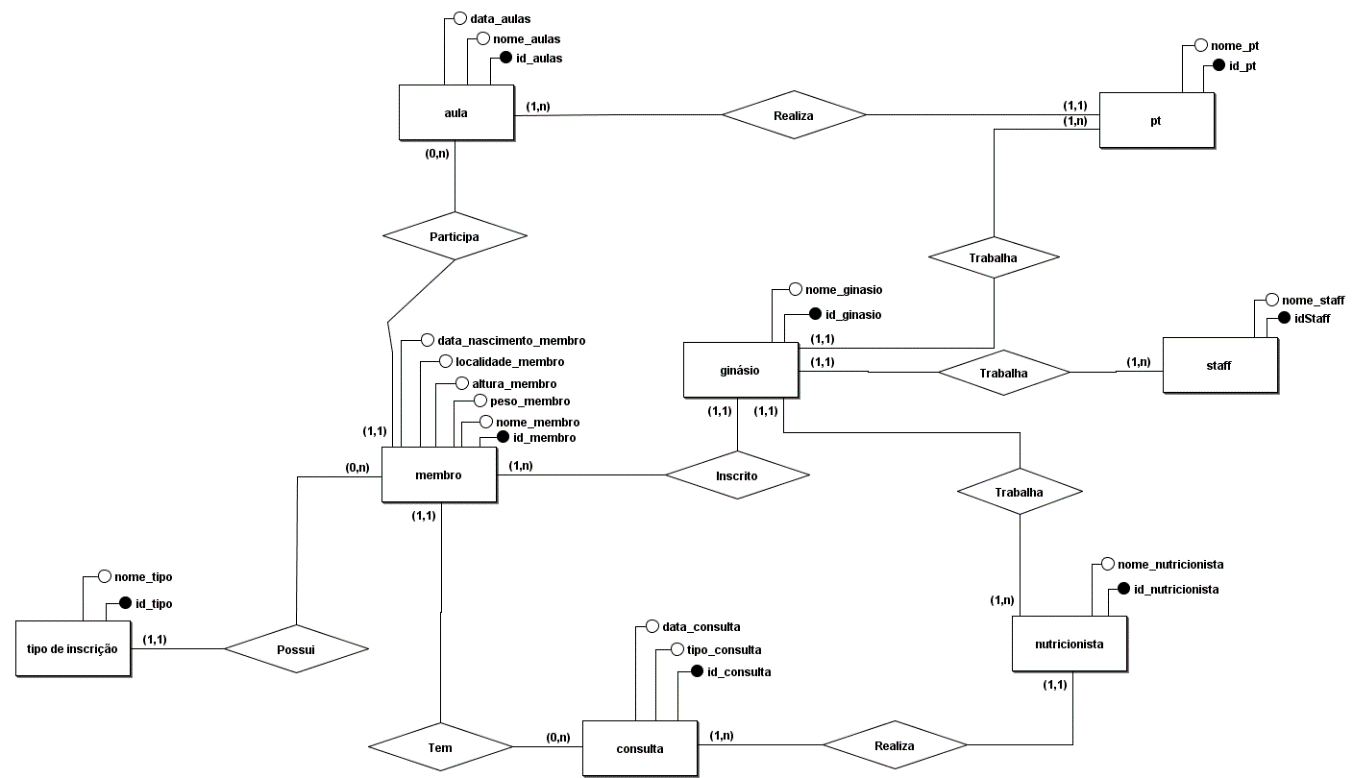 data_aulas
nome_aulas
id_aulas
aula
(1,n)
Realiza
(1,1)
(1,n)
nome_pt
id_pt
pt
(0,n)
Participa
Trabalha
nome_ginasio
id_ginasio
ginásio
(1,1)
(1,1)
Trabalha
(1,n)
nome_staff
idStaff
staff
data_nascimento_membro
localidade_membro
altura_membro
peso_membro
nome_membro
id_membro
(1,1)
membro
(0,n)
(1,n)
(1,1)
Inscrito
(1,1)
(1,1)
Trabalha
(1,n)
nome_nutricionista
id_nutricionista
nutricionista
(1,1)
nome_tipo
id_tipo
tipo de inscrição
(1,1)
Possui
data_consulta
tipo_consulta
id_consulta
consulta
Tem
(0,n)
(1,n)
Realiza